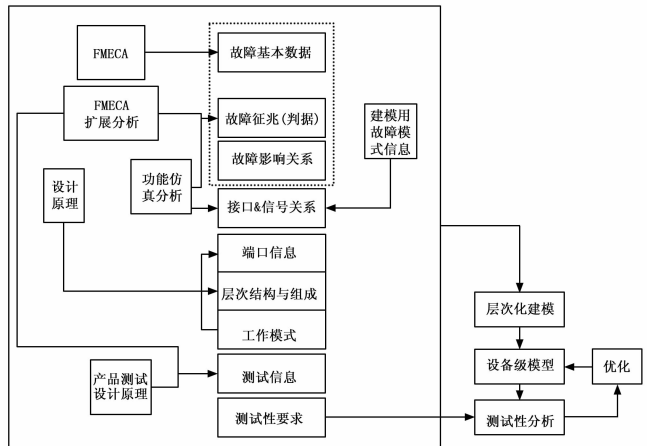 FMECA
故障基本数据
FMECA
扩展分析
故障征兆(判据)
建模用
故障模
式信息
故障影响关系
功能仿
真分析
设计
原理
接口&信号关系
端口信息
层次结构与组成
工作模式
层次化建模
设备级模型
优化
测试信息
产品测试
设计原理
测试性要求
测试性分析